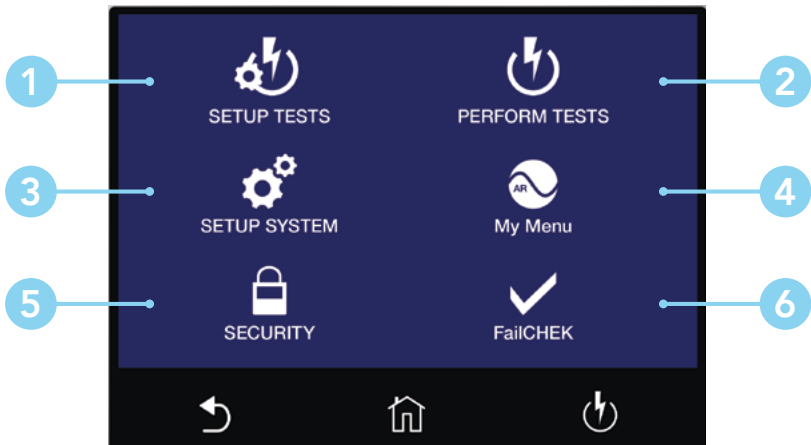 1
SETUP TESTS
PERFORM TESTS
2
3
SETUP SYSTEM
AR
My Menu
4
5
SECURITY
FailCHEK
6